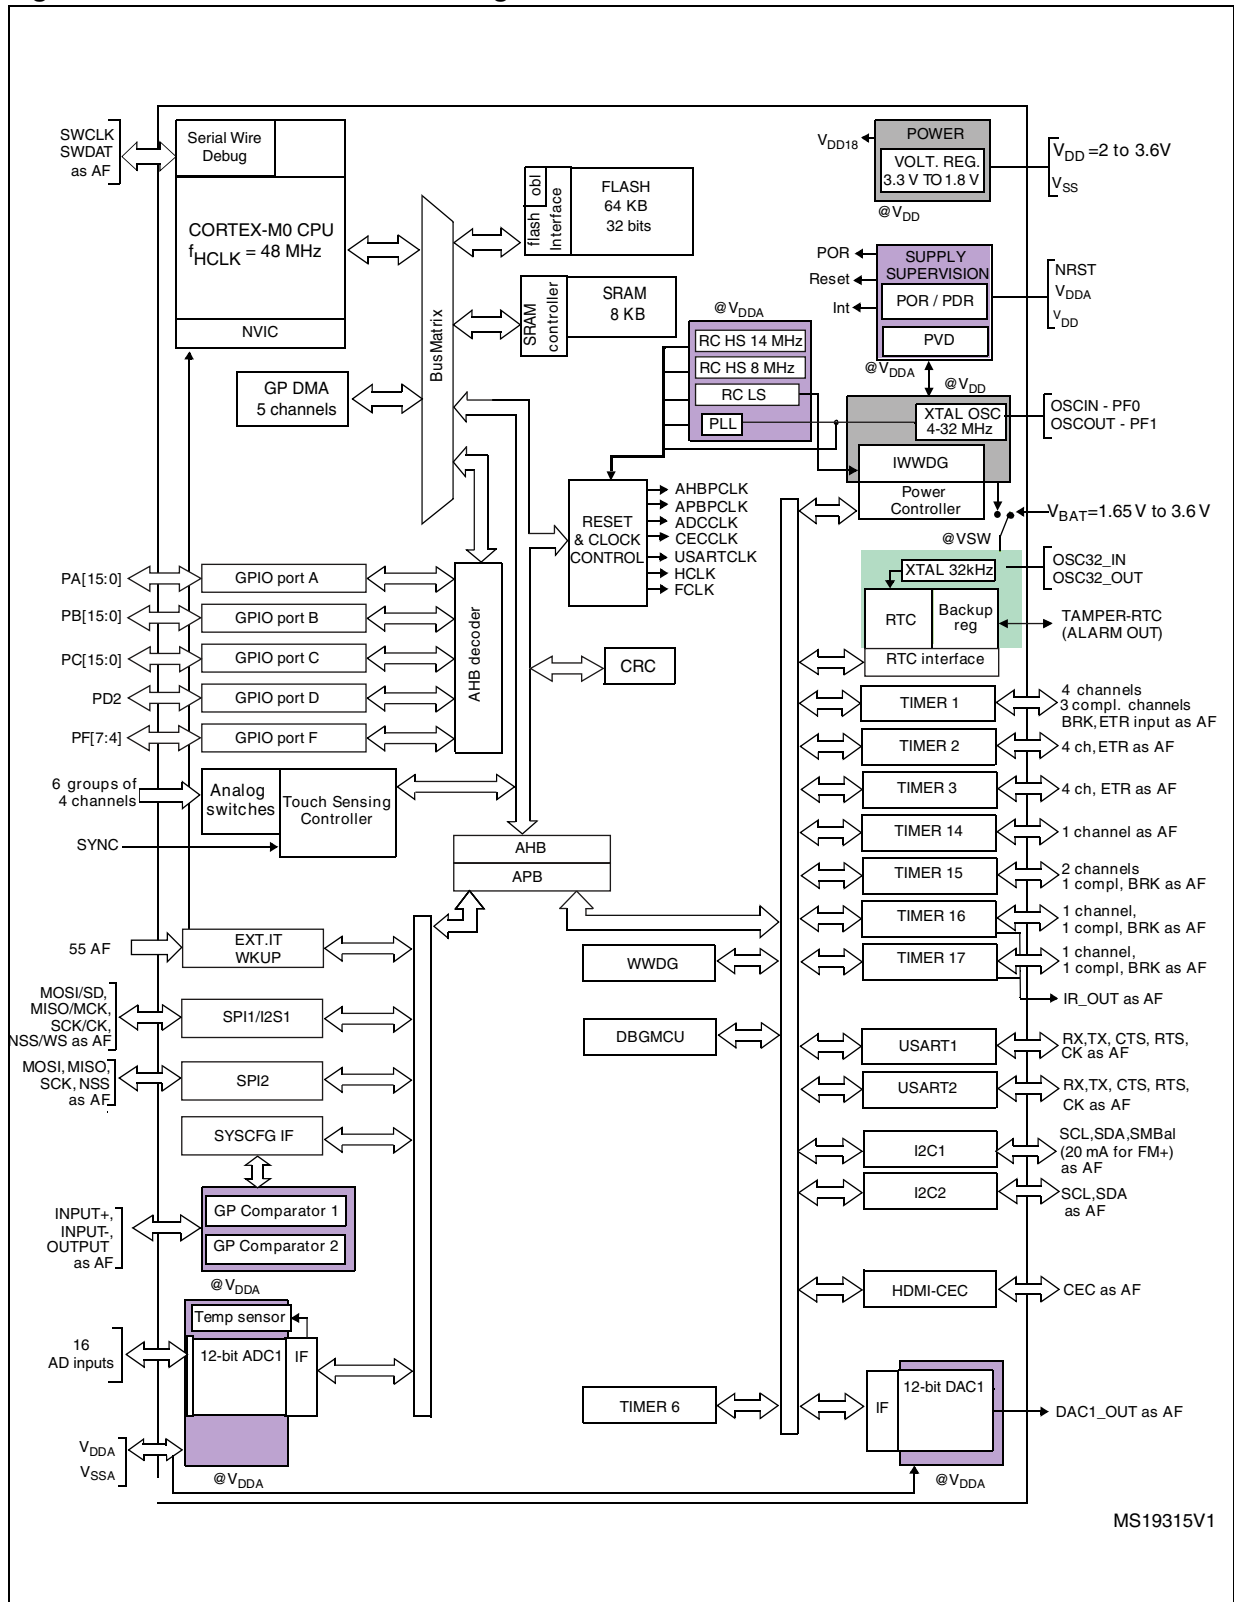 SWCLK
SWDAT
as AF
Serial Wire
Debug
CORTEX-M0 CPU
fHCLK = 48 MHz
NVIC
GP DMA
5 channels
BusMatrix
obl
flash
Interface
FLASH
64 KB
32 bits
SRAM
controller
SRAM
8 KB
VDD18
POWER
VOLT. REG.
3.3 V TO 1.8 V
@VDD
VDD =2 to 3.6V
VSS
POR
Reset
Int
SUPPLY
SUPERVISION
POR / PDR
PVD
NRST
VDDA
VDD
@VDDA
@VDDA
RC HS 14 MHz
RC HS 8 MHz
RC LS
PLL
@VDD
XTAL OSC
4-32 MHz
OSCIN - PF0
OSCOUT - PF1
IWWDG
Power
Controller
RESET
& CLOCK
CONTROL
AHBPCLK
APBPCLK
ADCCLK
CECCLK
USARTCLK
HCLK
FCLK
VBAT=1.65 V to 3.6 V
@VSW
XTAL 32kHz
OSC32_IN
OSC32_OUT
RTC
Backup
reg
RTC interface
TAMPER-RTC
(ALARM OUT)
PA[15:0]
GPIO port A
PB[15:0]
GPIO port B
PC[15:0]
GPIO port C
PD2
GPIO port D
PF[7:4]
GPIO port F
AHB decoder
CRC
6 groups of
4 channels
Analog
switches
Touch Sensing
Controller
SYNC
AHB
APB
TIMER 1
4 channels
3 compl. channels
BRK,ETR input as AF
TIMER 2
4 ch,ETR as AF
TIMER 3
4 ch, ETR as AF
TIMER 14
1 channel as AF
TIMER 15
2 channels
1 compl, BRK as AF
TIMER 16
1 channel,
1 compl, BRK as AF
TIMER 17
1 channel,
1 compl, BRK as AF
IR_OUT as AF
55 AF
EXT.IT
WKUP
WWDG
MOSI/SD,
MISO/MCK,
SCK/CK,
NSS/WS as AF
SPI1/I2S1
DBGMCU
USART1
RX,TX, CTS, RTS,
CK as AF
MOSI,MISO,
SCK,NSS
as AF
SPI2
USART2
RX,TX, CTS, RTS,
CK as AF
SYSCFG IF
I2C1
SCL,SDA,SMBal
(20 mA for FM+)
as AF
I2C2
SCL,SDA
as AF
INPUT+,
INPUT-,
OUTPUT
as AF
GP Comparator 1
GP Comparator 2
@VDDA
HDMI-CEC
CEC as AF
Temp sensor
16
AD inputs
12-bit ADC1
IF
TIMER 6
IF
12-bit DAC1
DAC1_OUT as AF
VDDA
VSSA
@VDDA
@VDDA
MS19315V1